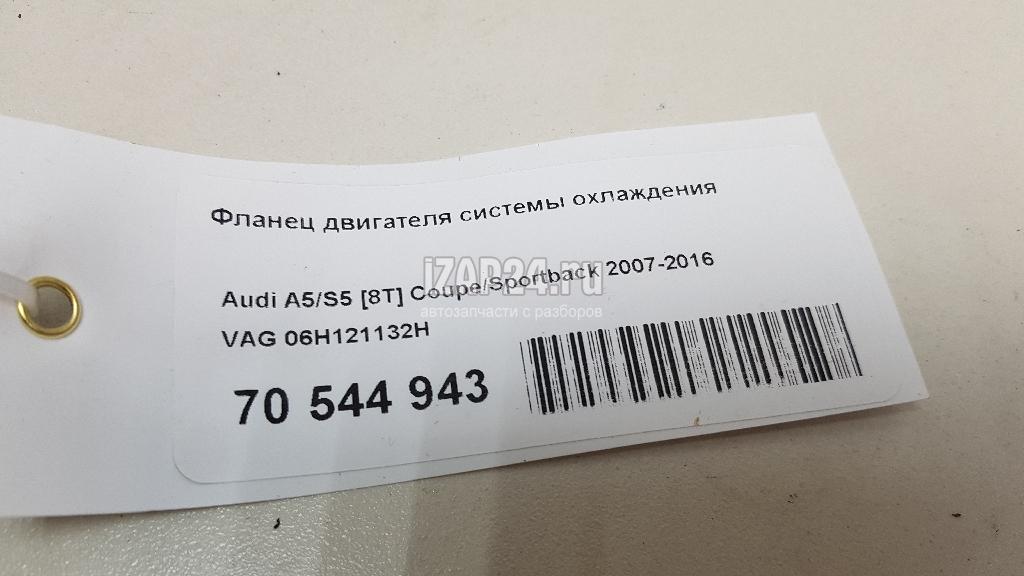 Фланец двигателя системы охлаждения
iZAP24.ru
Audi A5/S5 [8T] Coupe/Sportback 2007-2016
автозапчасти с разборов
VAG 06H121132H
70 544 943